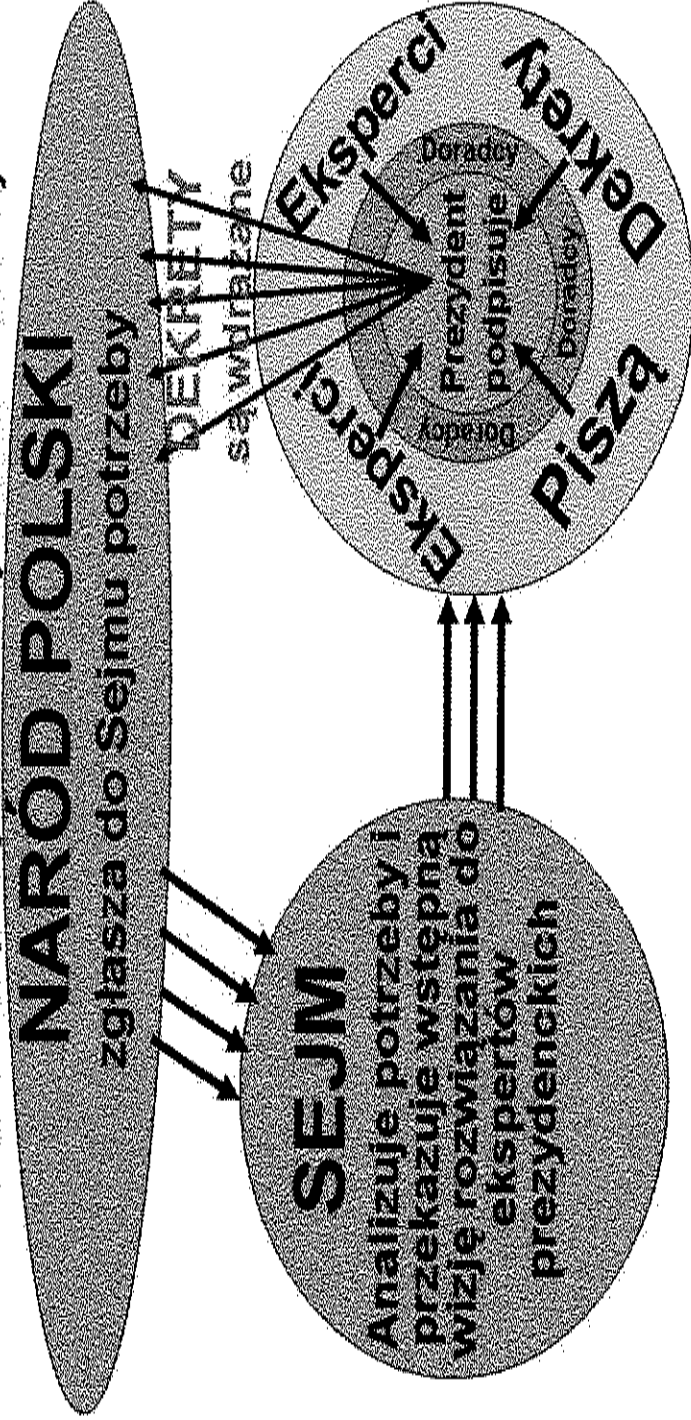 NARÓD POLSKI
zgłasza do Sejmu potrzeby
SEJM
Analizuje potrzeby i
przekazuje wstępną
wizję rozwiązania do
ekspertów
prezydenckich
DEKRETY
są wdrażane
Eksperci
Eksperci
Piszą
Dekrety
Doradcy
Doradcy
Doradcy
Prezydent
podpisuje